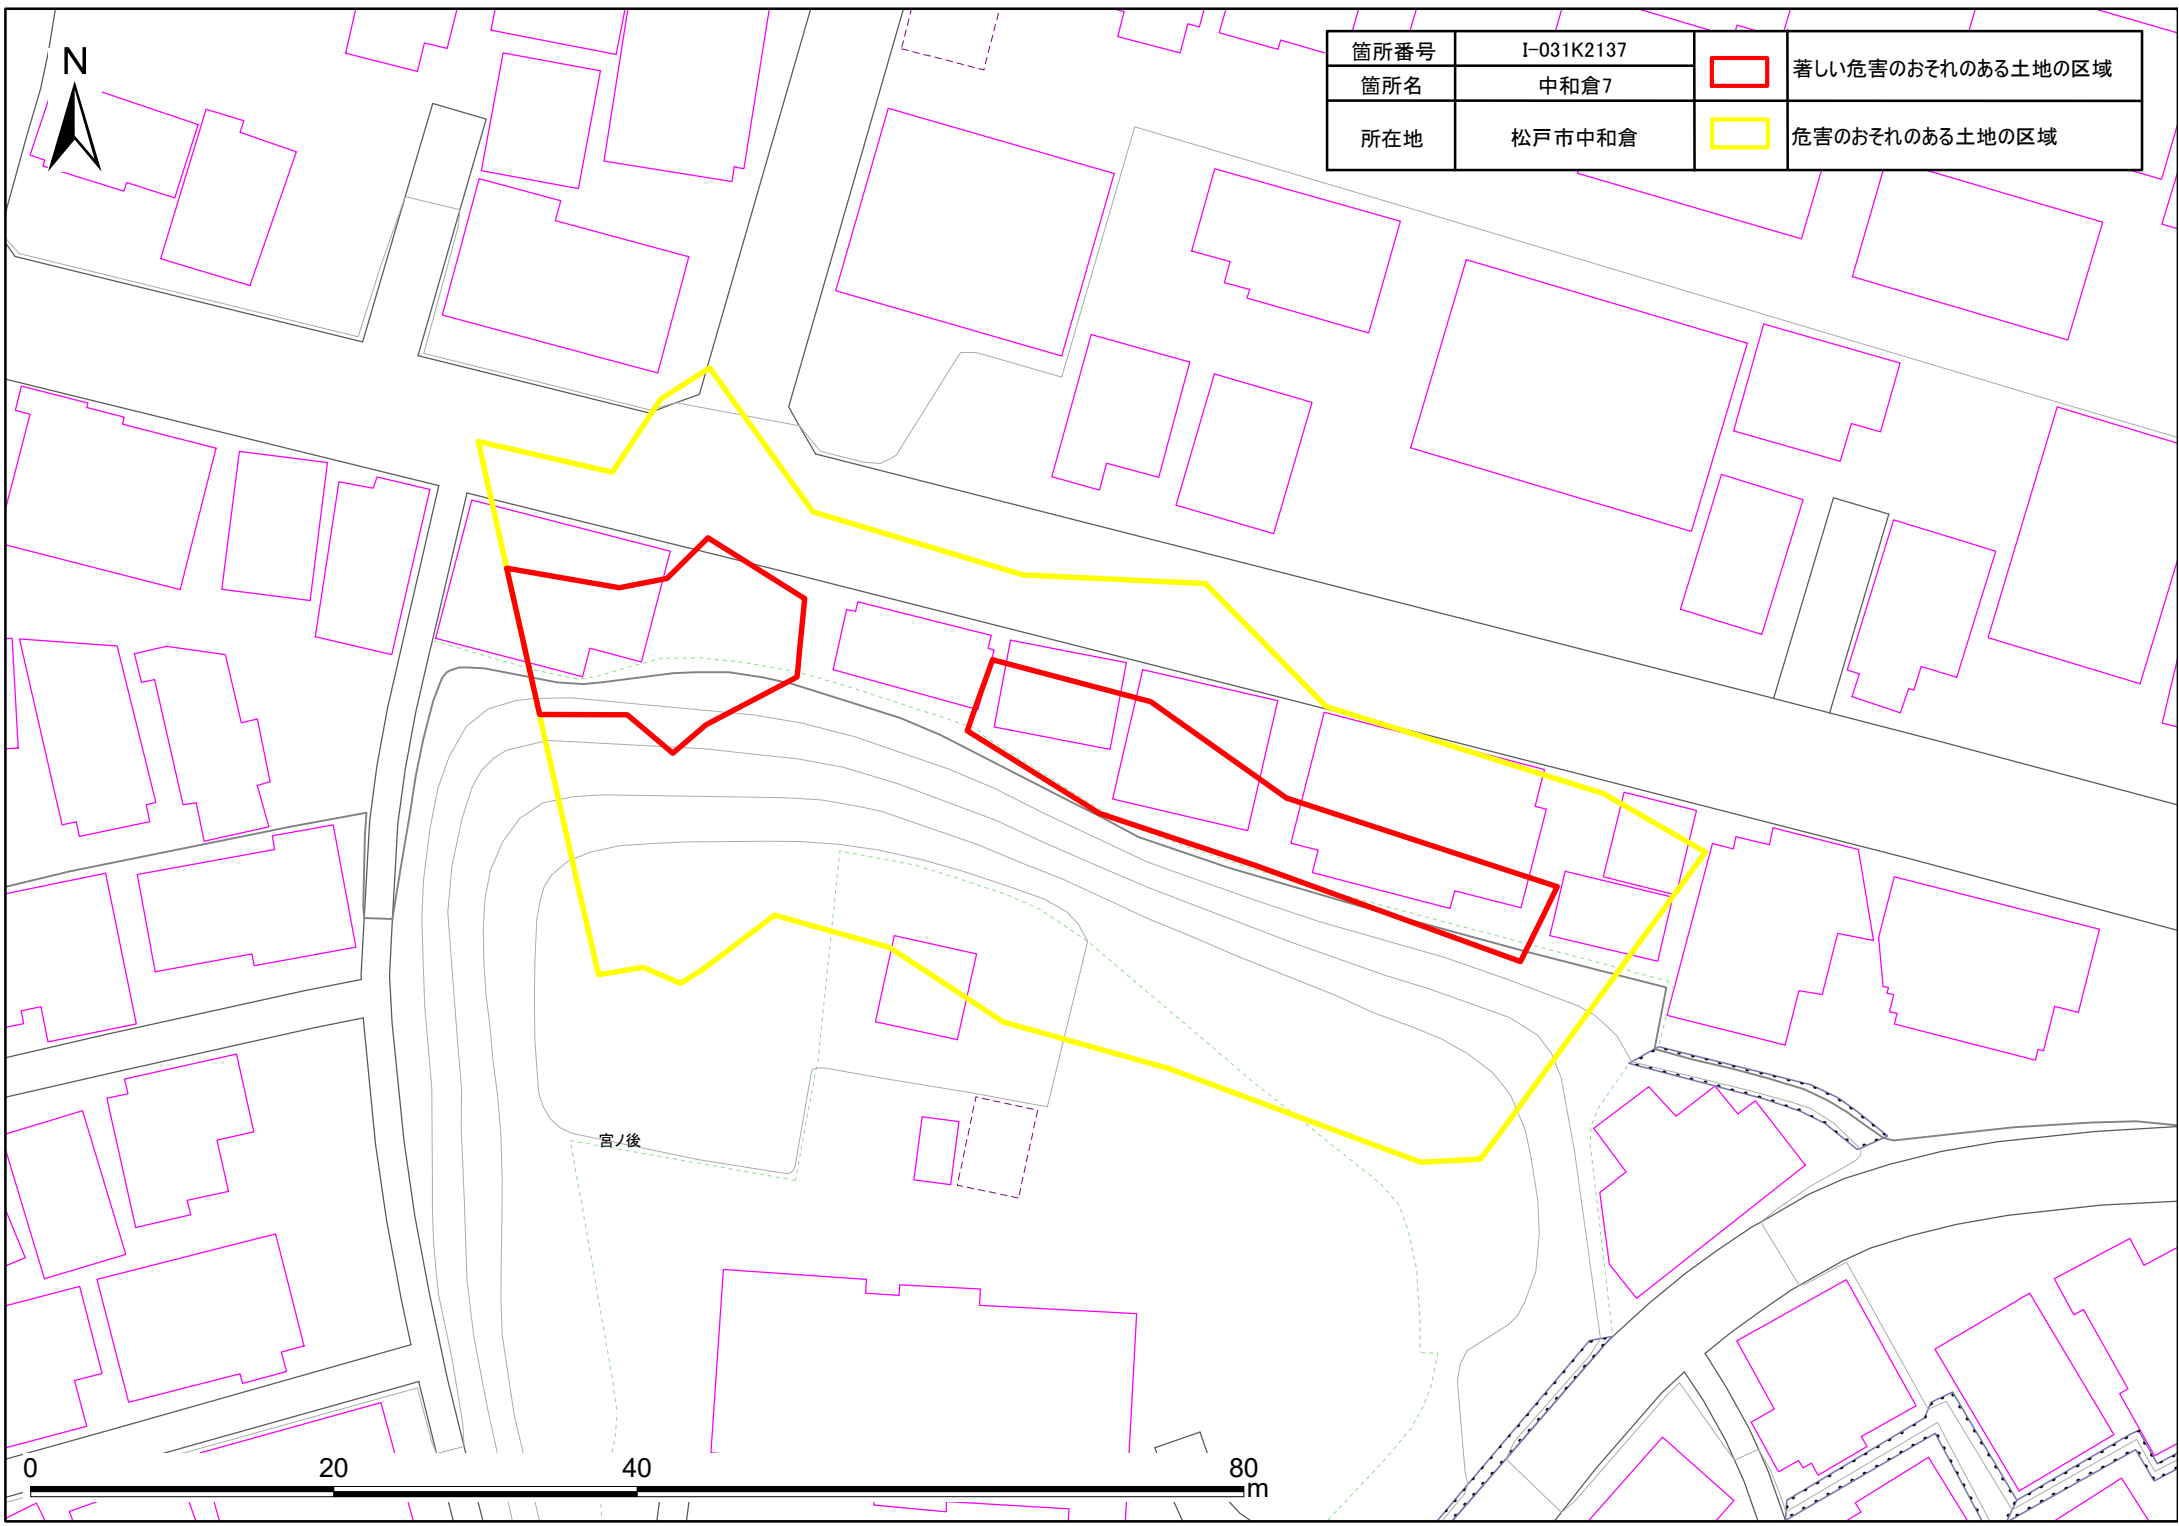 N
箇所番号 I-031K2137
箇所名 中和倉7
所在地 松戸市中和倉
著しい危害のおそれのある土地の区域
危害のおそれのある土地の区域
宮ノ後
0 20 40 80
m